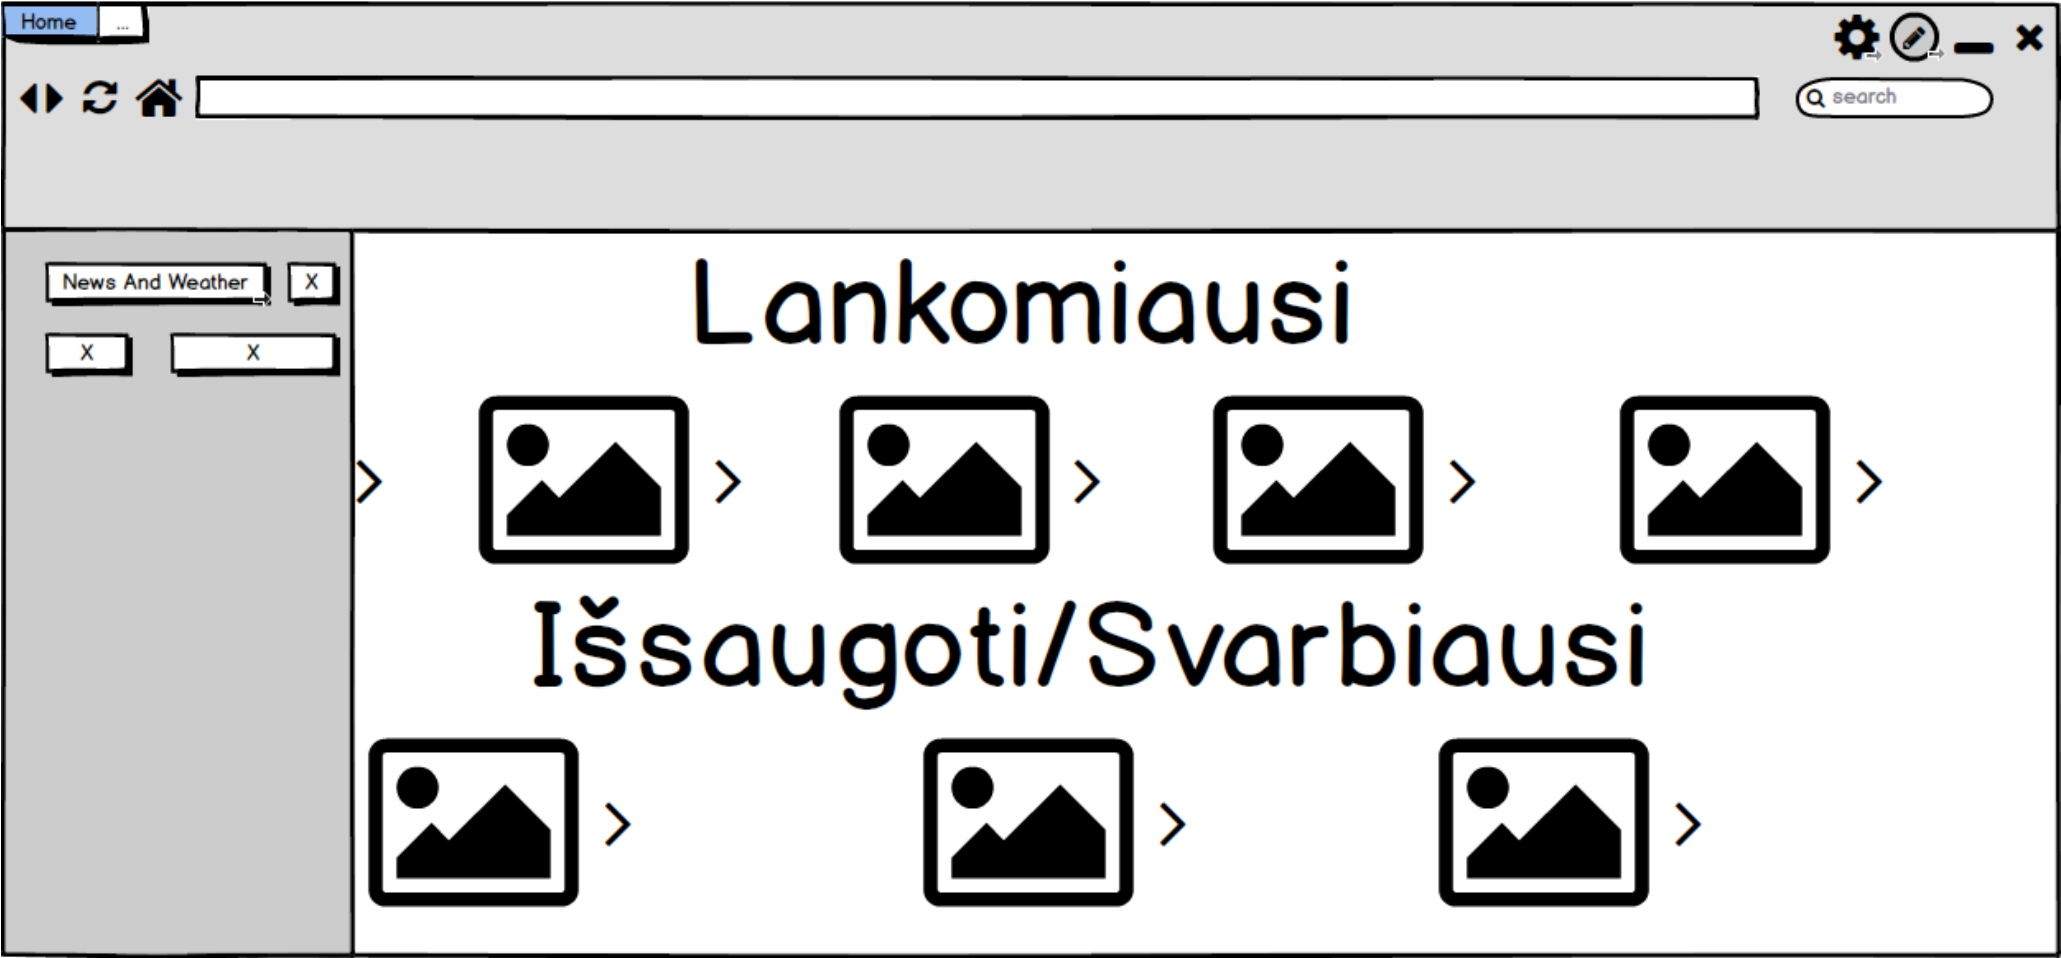 Home ...
search
News And Weather X
X X
Lankomiausi
Išsaugoti/Svarbiausi